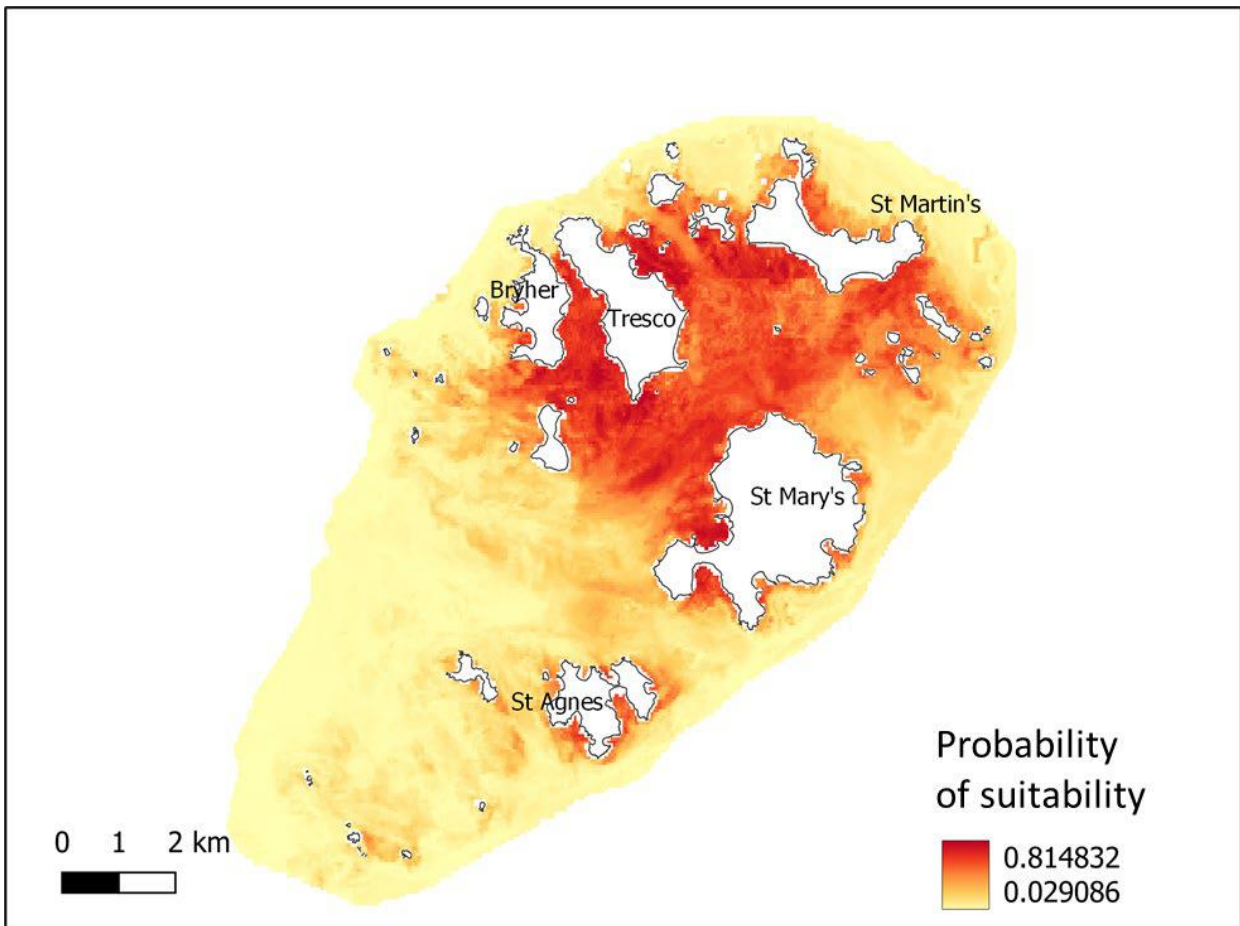 St Martin's
Bryher
Tresco
St Mary's
St Agnes
Probability
of suitability
0.814832
0.029086
0 1 2 km